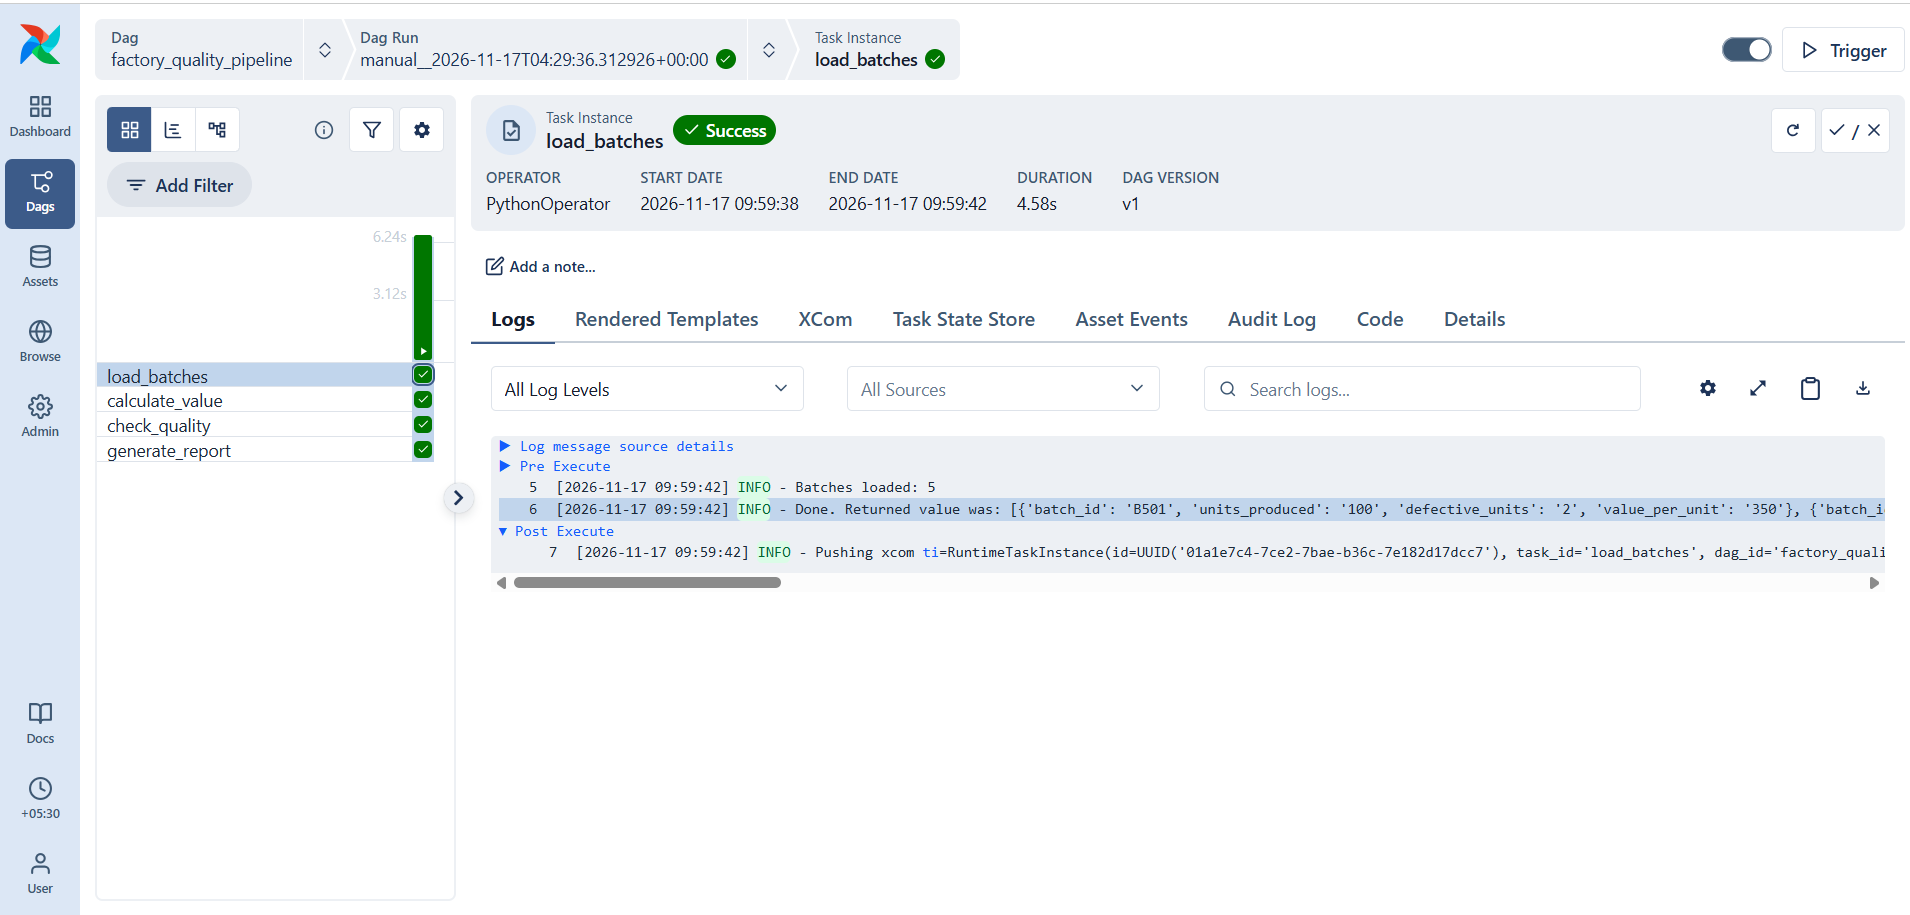 Dag
factory_quality_pipeline
Dag Run
manual__2026-11-17T04:29:36.312926+00:00
Task Instance
load_batches
Trigger
Dashboard
Dags
Assets
Browse
Admin
Docs
+05:30
User
Add Filter
6.24s
3.12s
load_batches
calculate_value
check_quality
generate_report
Task Instance
load_batches
Success
OPERATOR START DATE END DATE DURATION DAG VERSION
PythonOperator 2026-11-17 09:59:38 2026-11-17 09:59:42 4.58s v1
/
Add a note...
Logs Rendered Templates XCom Task State Store Asset Events Audit Log Code Details
All Log Levels All Sources Search logs...
Log message source details
Pre Execute
5 [2026-11-17 09:59:42] INFO - Batches loaded: 5
6 [2026-11-17 09:59:42] INFO - Done. Returned value was: [{'batch_id': 'B501', 'units_produced': '100', 'defective_units': '2', 'value_per_unit': '350'}, {'batch_i
Post Execute
7 [2026-11-17 09:59:42] INFO - Pushing xcom ti=RuntimeTaskInstance(id=UUID('01a1e7c4-7ce2-7bae-b36c-7e182d17dcc7'), task_id='load_batches', dag_id='factory_quali